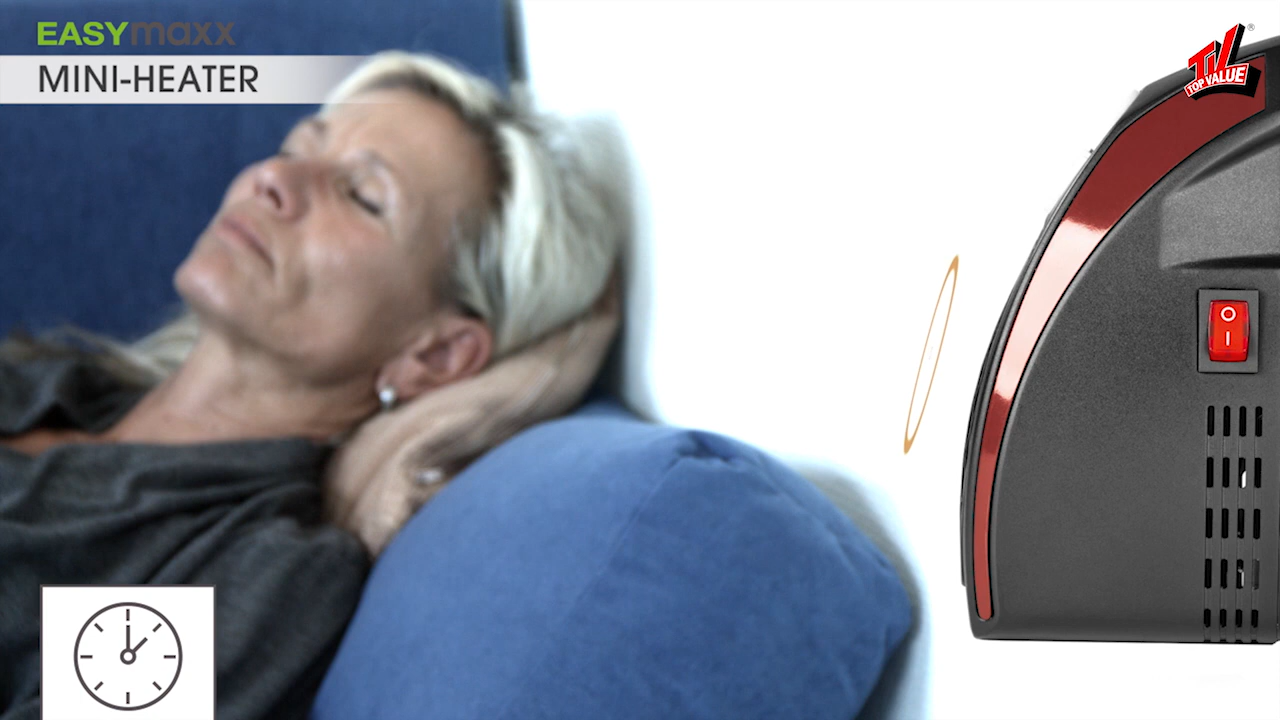 EASYmaxx
MINI-HEATER
TV
TOP VALUE
®